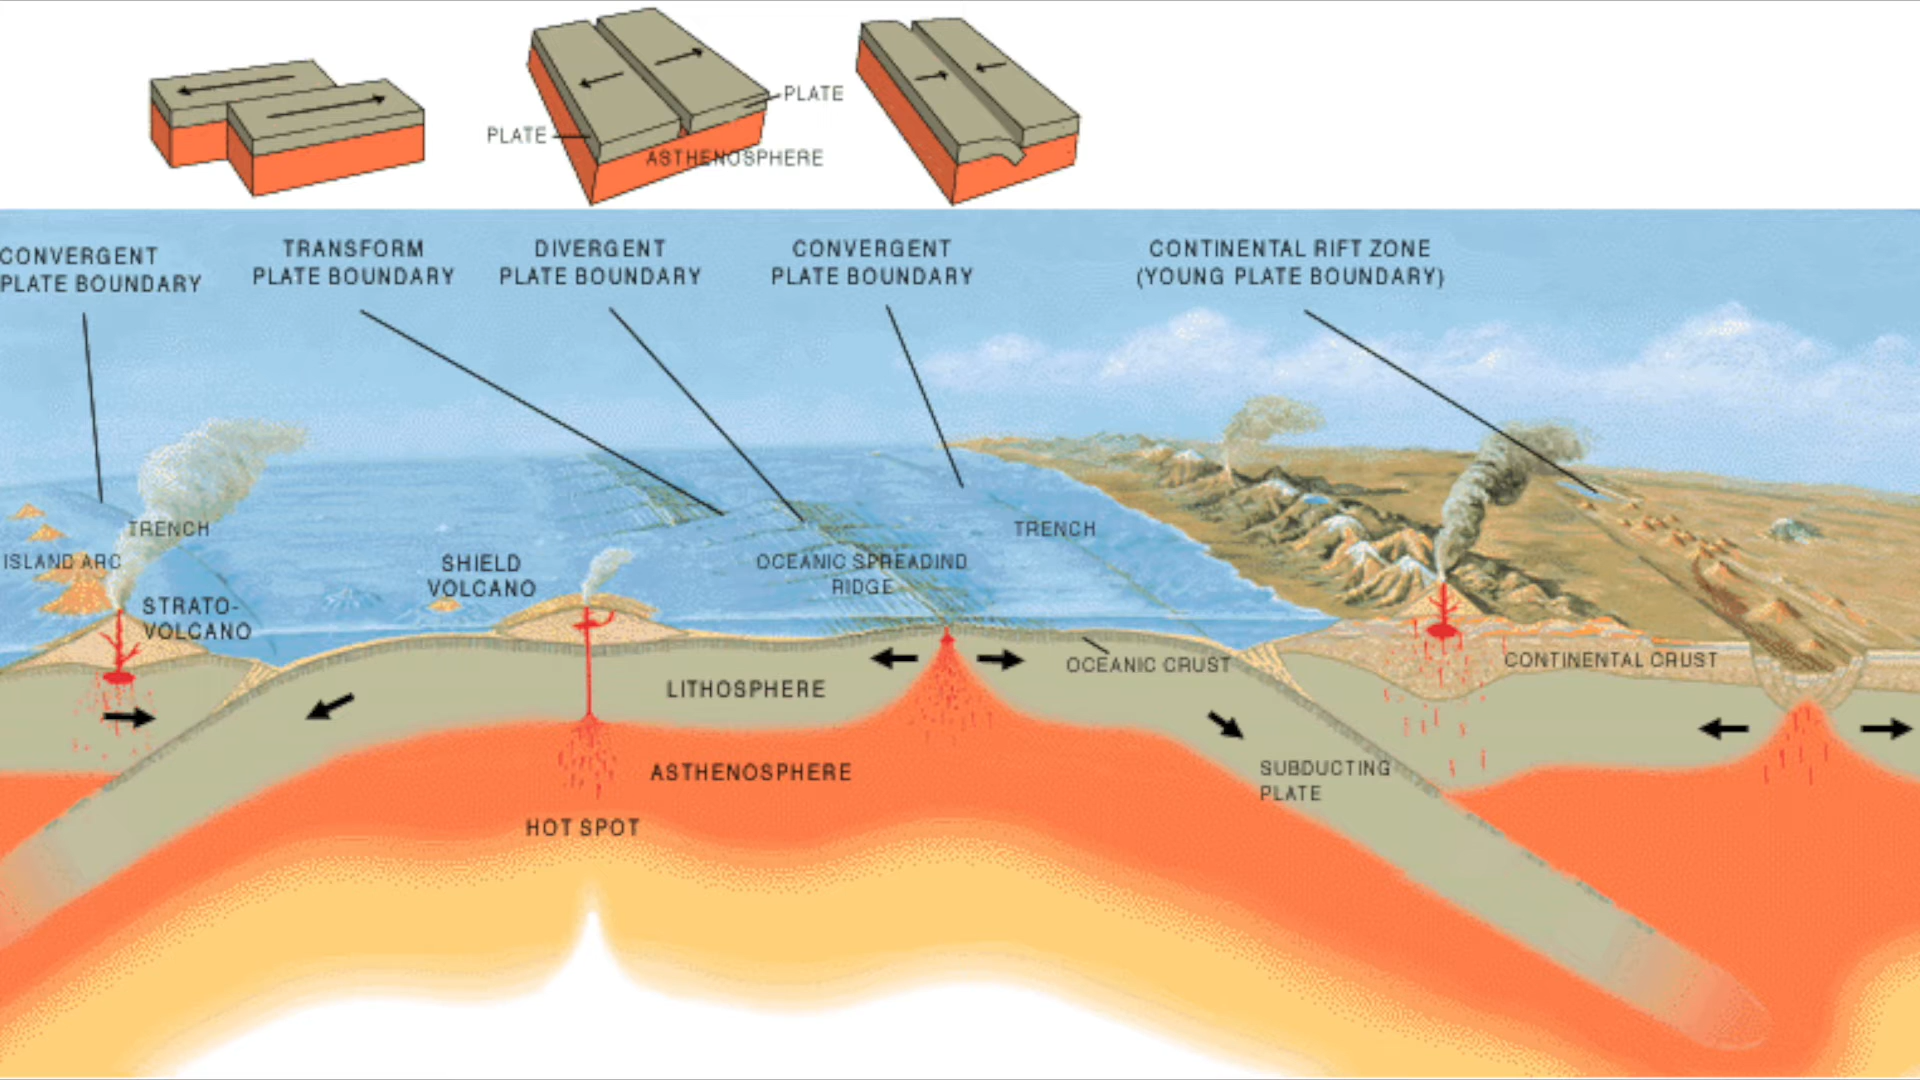 PLATE
PLATE
ASTHENOSPHERE
CONVERGENT
PLATE BOUNDARY
TRANSFORM
PLATE BOUNDARY
DIVERGENT
PLATE BOUNDARY
CONVERGENT
PLATE BOUNDARY
CONTINENTAL RIFT ZONE
(YOUNG PLATE BOUNDARY)
TRENCH
ISLAND ARC
STRATO-
VOLCANO
SHIELD
VOLCANO
OCEANIC SPREADIND
RIDGE
TRENCH
OCEANIC CRUST
CONTINENTAL CRUST
LITHOSPHERE
ASTHENOSPHERE
SUBDUCTING
PLATE
HOT SPOT